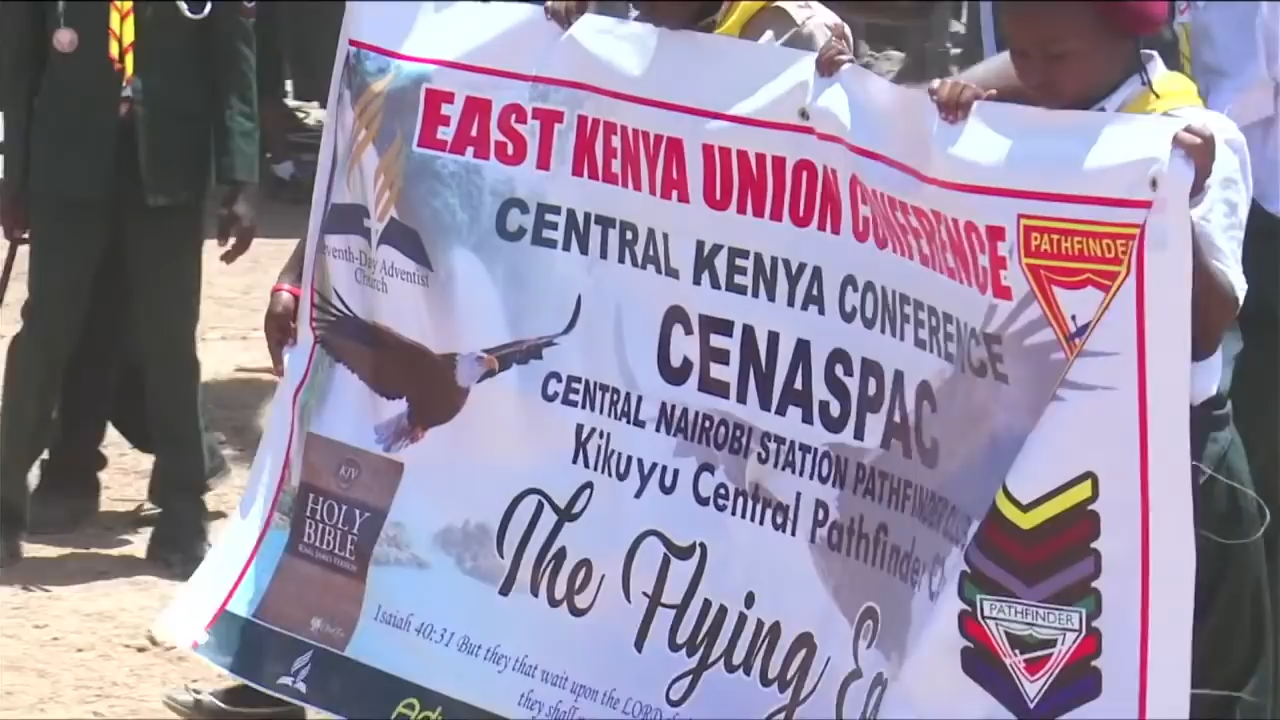 EAST KENYA UNION CONFERENCE
CENTRAL KENYA CONFERENCE
CENASPAC
CENTRAL NAIROBI STATION PATHFINDER
Kikuyu Central Pathfinder
The Flying
Isaiah 40:31 But they that wait upon the LORD
they shall
eventh-Day Adventist
Church
KJV
HOLY
BIBLE
KING JAMES VERSION
PATHFINDE
PATHFINDER